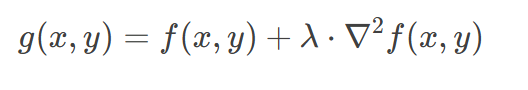 g(x, y) = f(x, y) + λ · ∇²f(x, y)